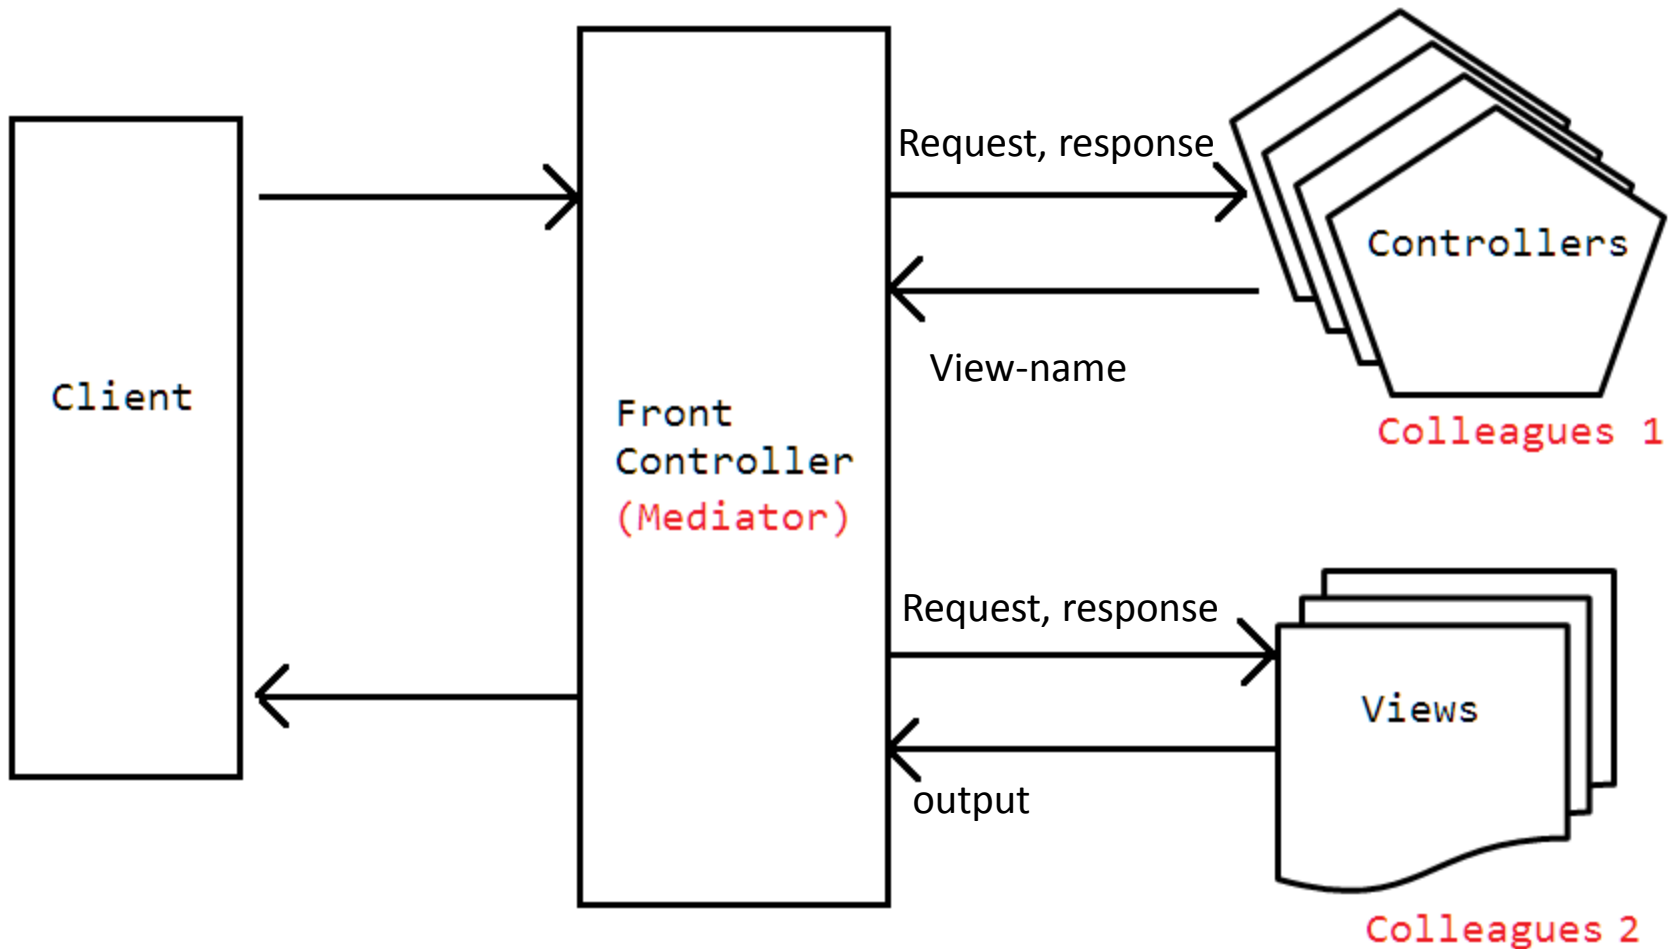 Client
Front
Controller
(Mediator)
Request, response
View-name
Controllers
Colleagues 1
Request, response
output
Views
Colleagues 2